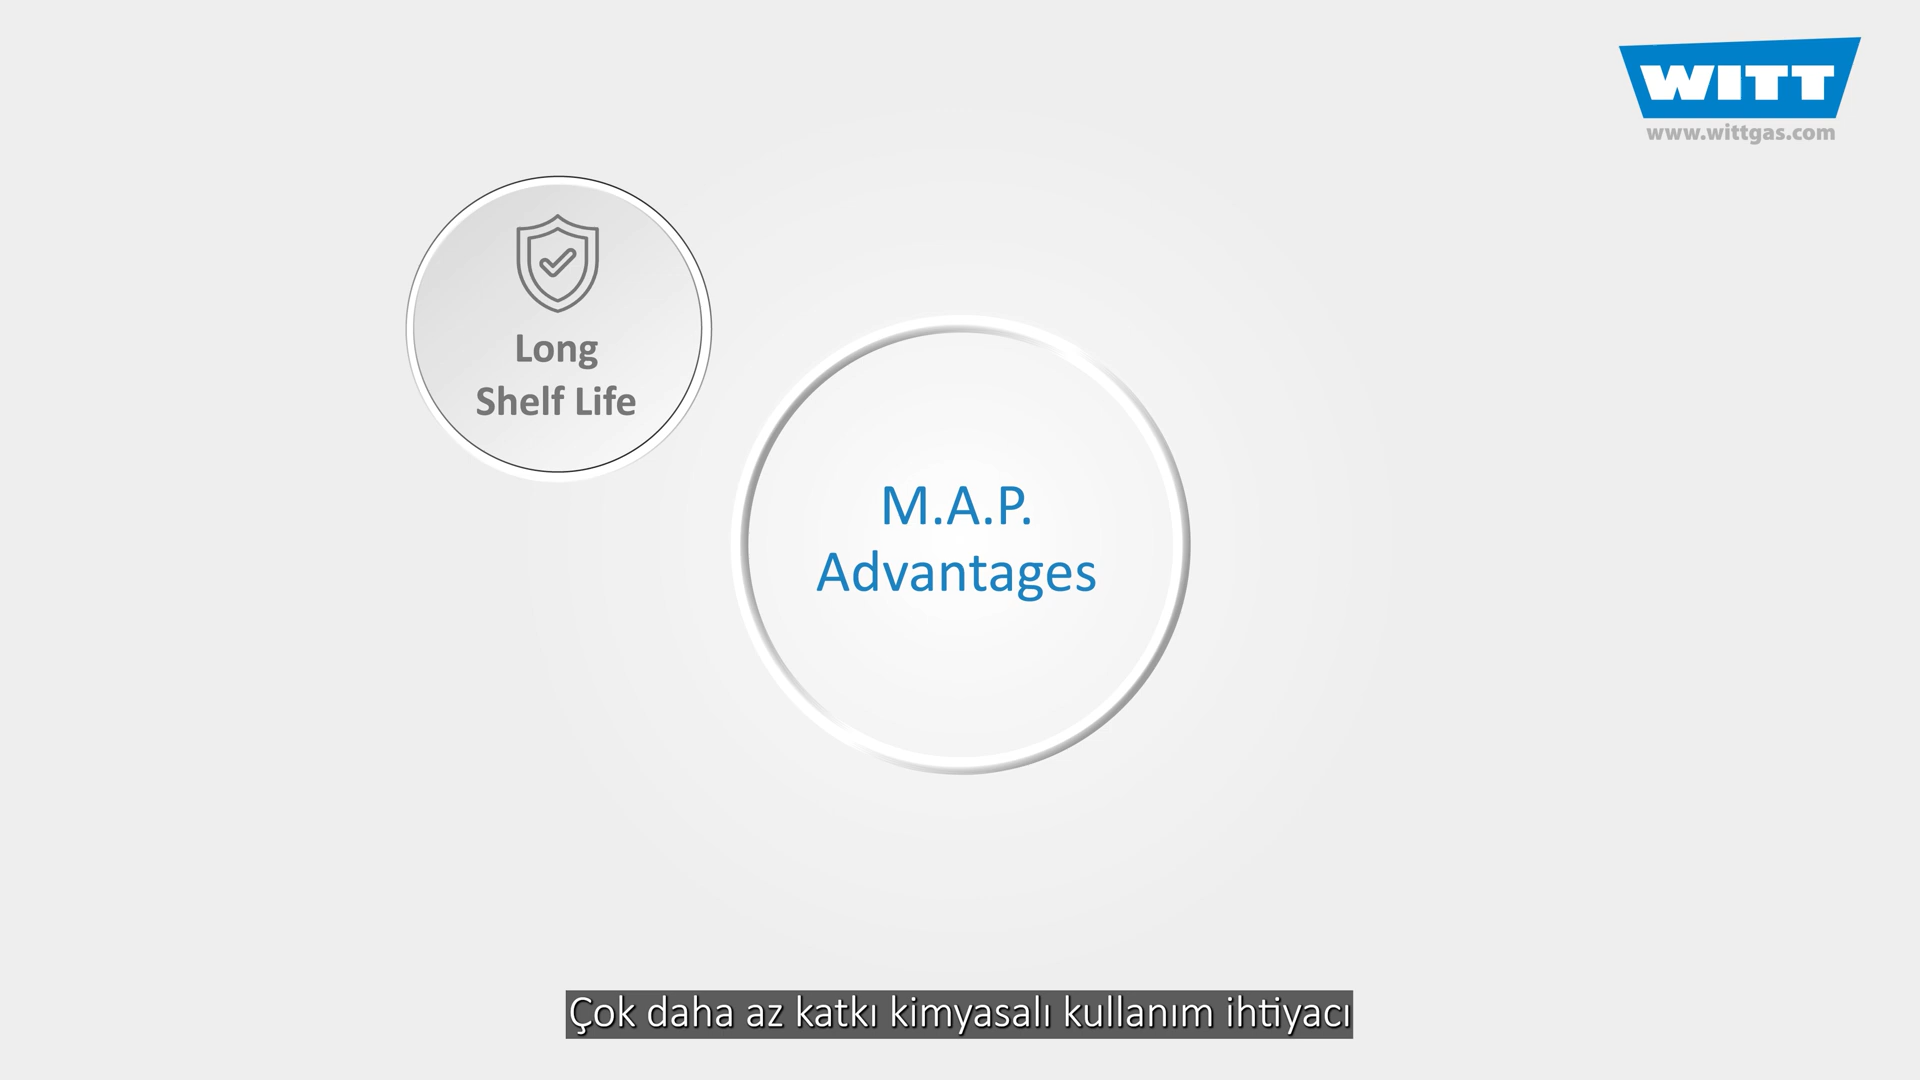 WITT
www.wittgas.com
Long
Shelf Life
M.A.P.
Advantages
Çok daha az katkı kimyasalı kullanım ihtiyacı